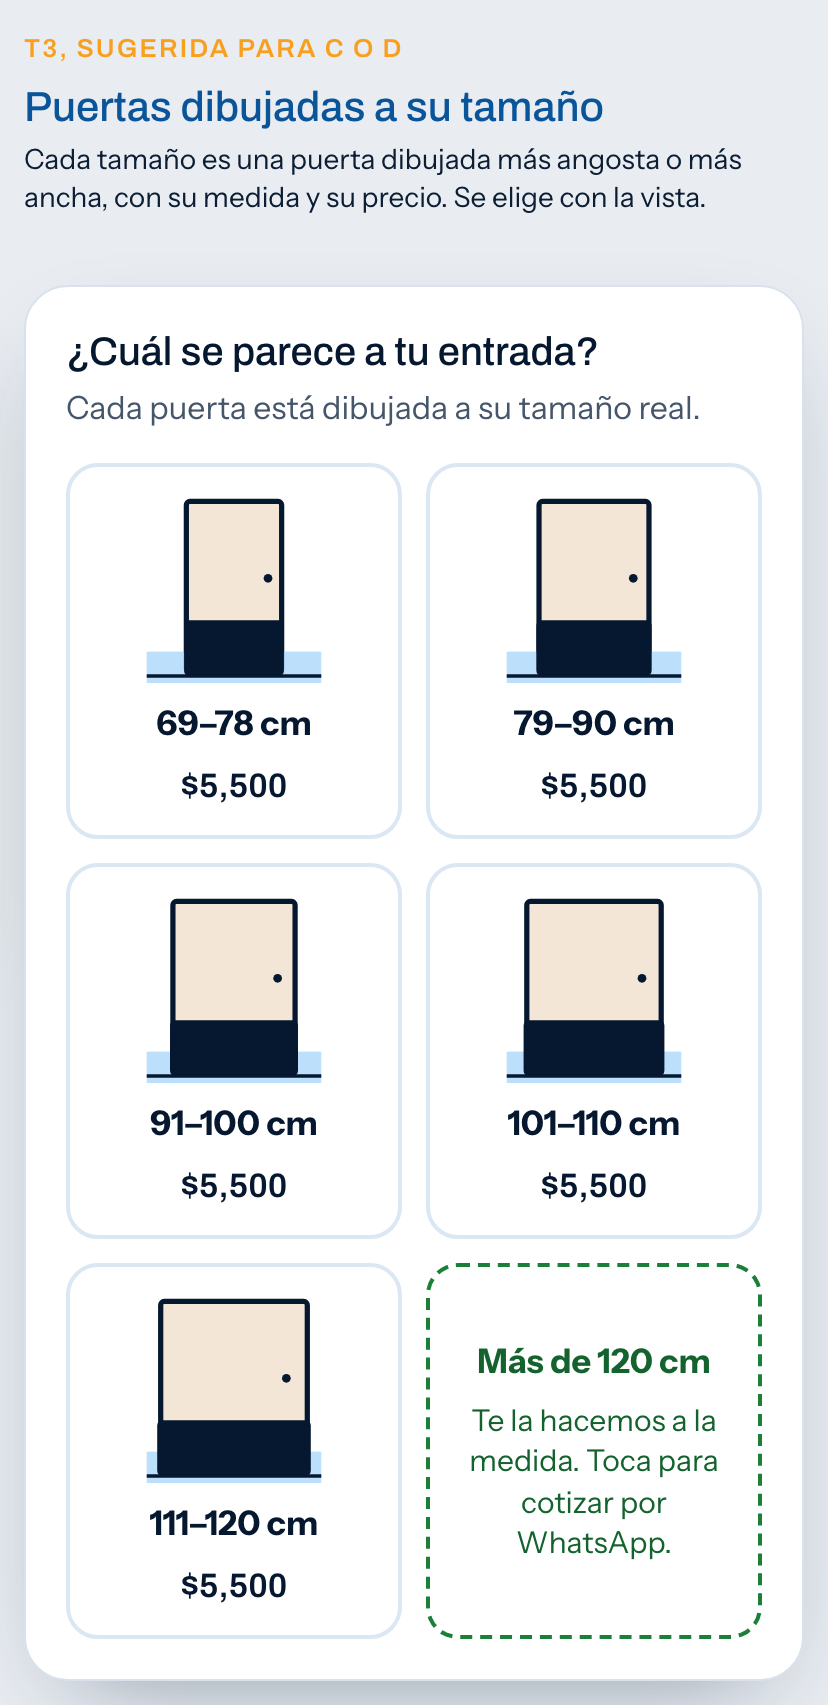 T3, SUGERIDA PARA C O D
Puertas dibujadas a su tamaño
Cada tamaño es una puerta dibujada más angosta o más
ancha, con su medida y su precio. Se elige con la vista.
¿Cuál se parece a tu entrada?
Cada puerta está dibujada a su tamaño real.
69–78 cm
$5,500
79–90 cm
$5,500
91–100 cm
$5,500
101–110 cm
$5,500
111–120 cm
$5,500
Más de 120 cm
Te la hacemos a la
medida. Toca para
cotizar por
WhatsApp.